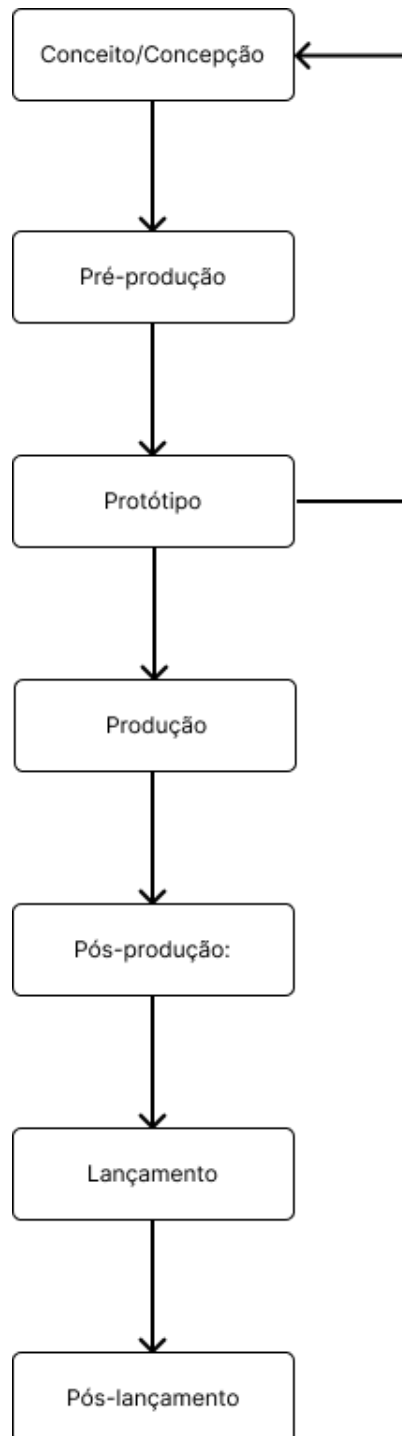 Conceito/Concepção
Pré-produção
Protótipo
Produção
Pós-produção:
Lançamento
Pós-lançamento